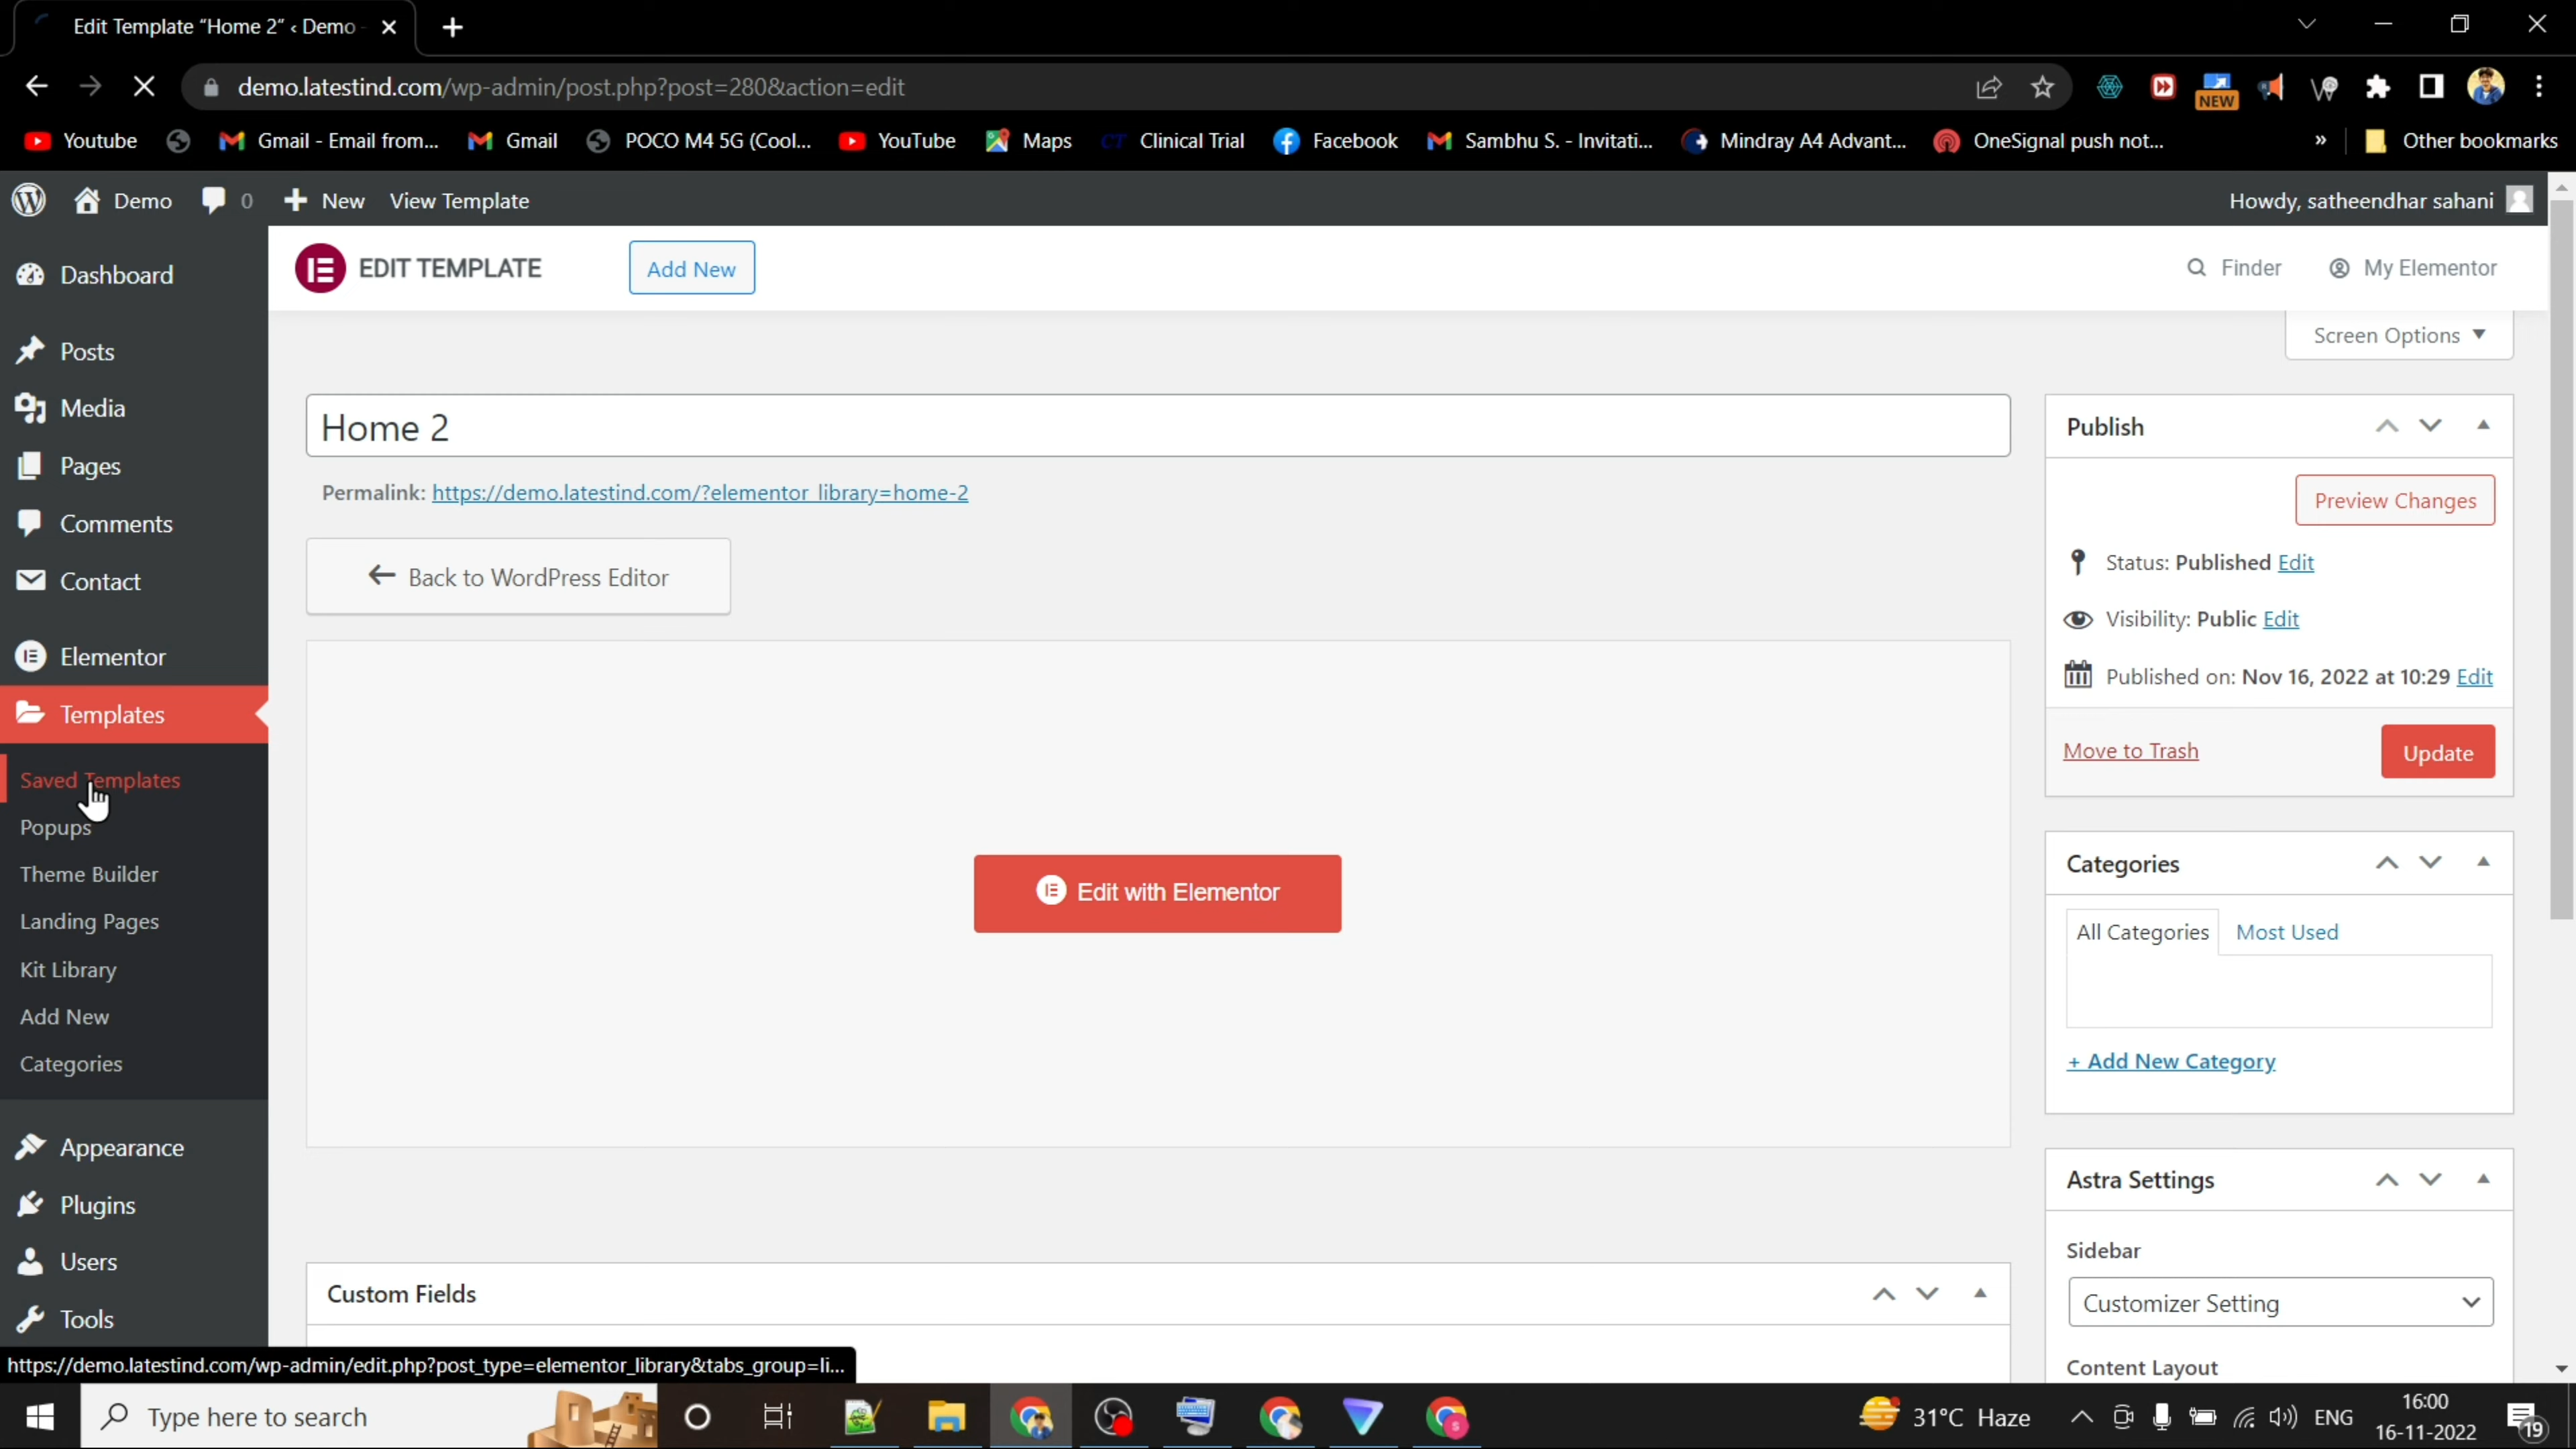 Edit Template “Home 2” ‹ Demo -
demo.latestind.com/wp-admin/post.php?post=280&action=edit
NEW
Youtube
Gmail - Email from...
Gmail
POCO M4 5G (Cool...
YouTube
Maps
CT Clinical Trial
Facebook
Sambhu S. - Invitati...
Mindray A4 Advant...
OneSignal push not...
»
Other bookmarks
Demo
0
New
View Template
Howdy, satheendhar sahani
Dashboard
Posts
Media
Pages
Comments
Contact
Elementor
Templates
Saved Templates
Popups
Theme Builder
Landing Pages
Kit Library
Add New
Categories
Appearance
Plugins
Users
Tools
EDIT TEMPLATE
Add New
Finder
My Elementor
Screen Options
Home 2
Permalink: https://demo.latestind.com/?elementor_library=home-2
Back to WordPress Editor
Edit with Elementor
Custom Fields
Publish
Preview Changes
Status: Published Edit
Visibility: Public Edit
Published on: Nov 16, 2022 at 10:29 Edit
Move to Trash
Update
Categories
All Categories
Most Used
+ Add New Category
Astra Settings
Sidebar
Customizer Setting
Content Layout
https://demo.latestind.com/wp-admin/edit.php?post_type=elementor_library&tabs_group=li...
Type here to search
31°C Haze
ENG
16:00
16-11-2022
19